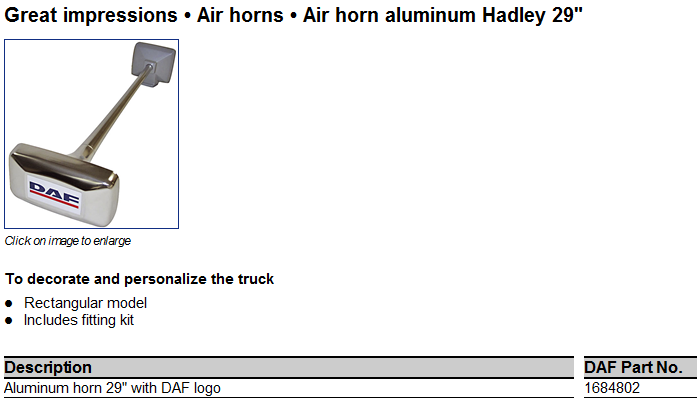 Great impressions • Air horns • Air horn aluminum Hadley 29"
DAF
Click on image to enlarge
To decorate and personalize the truck
● Rectangular model
● Includes fitting kit
Description DAF Part No.
Aluminum horn 29" with DAF logo 1684802